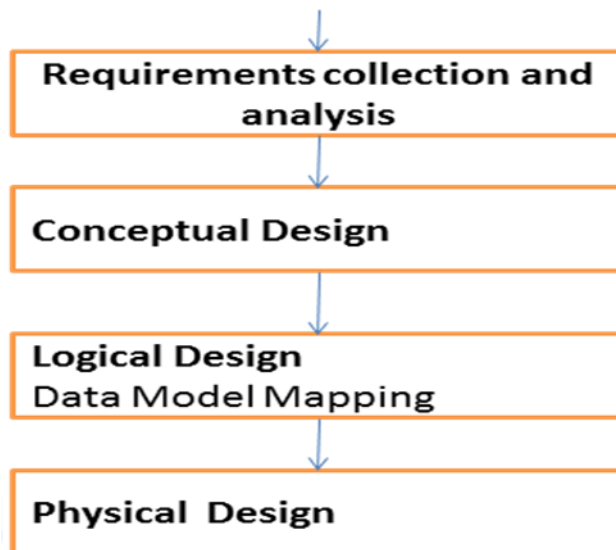 Requirements collection and
analysis
Conceptual Design
Logical Design
Data Model Mapping
Physical Design